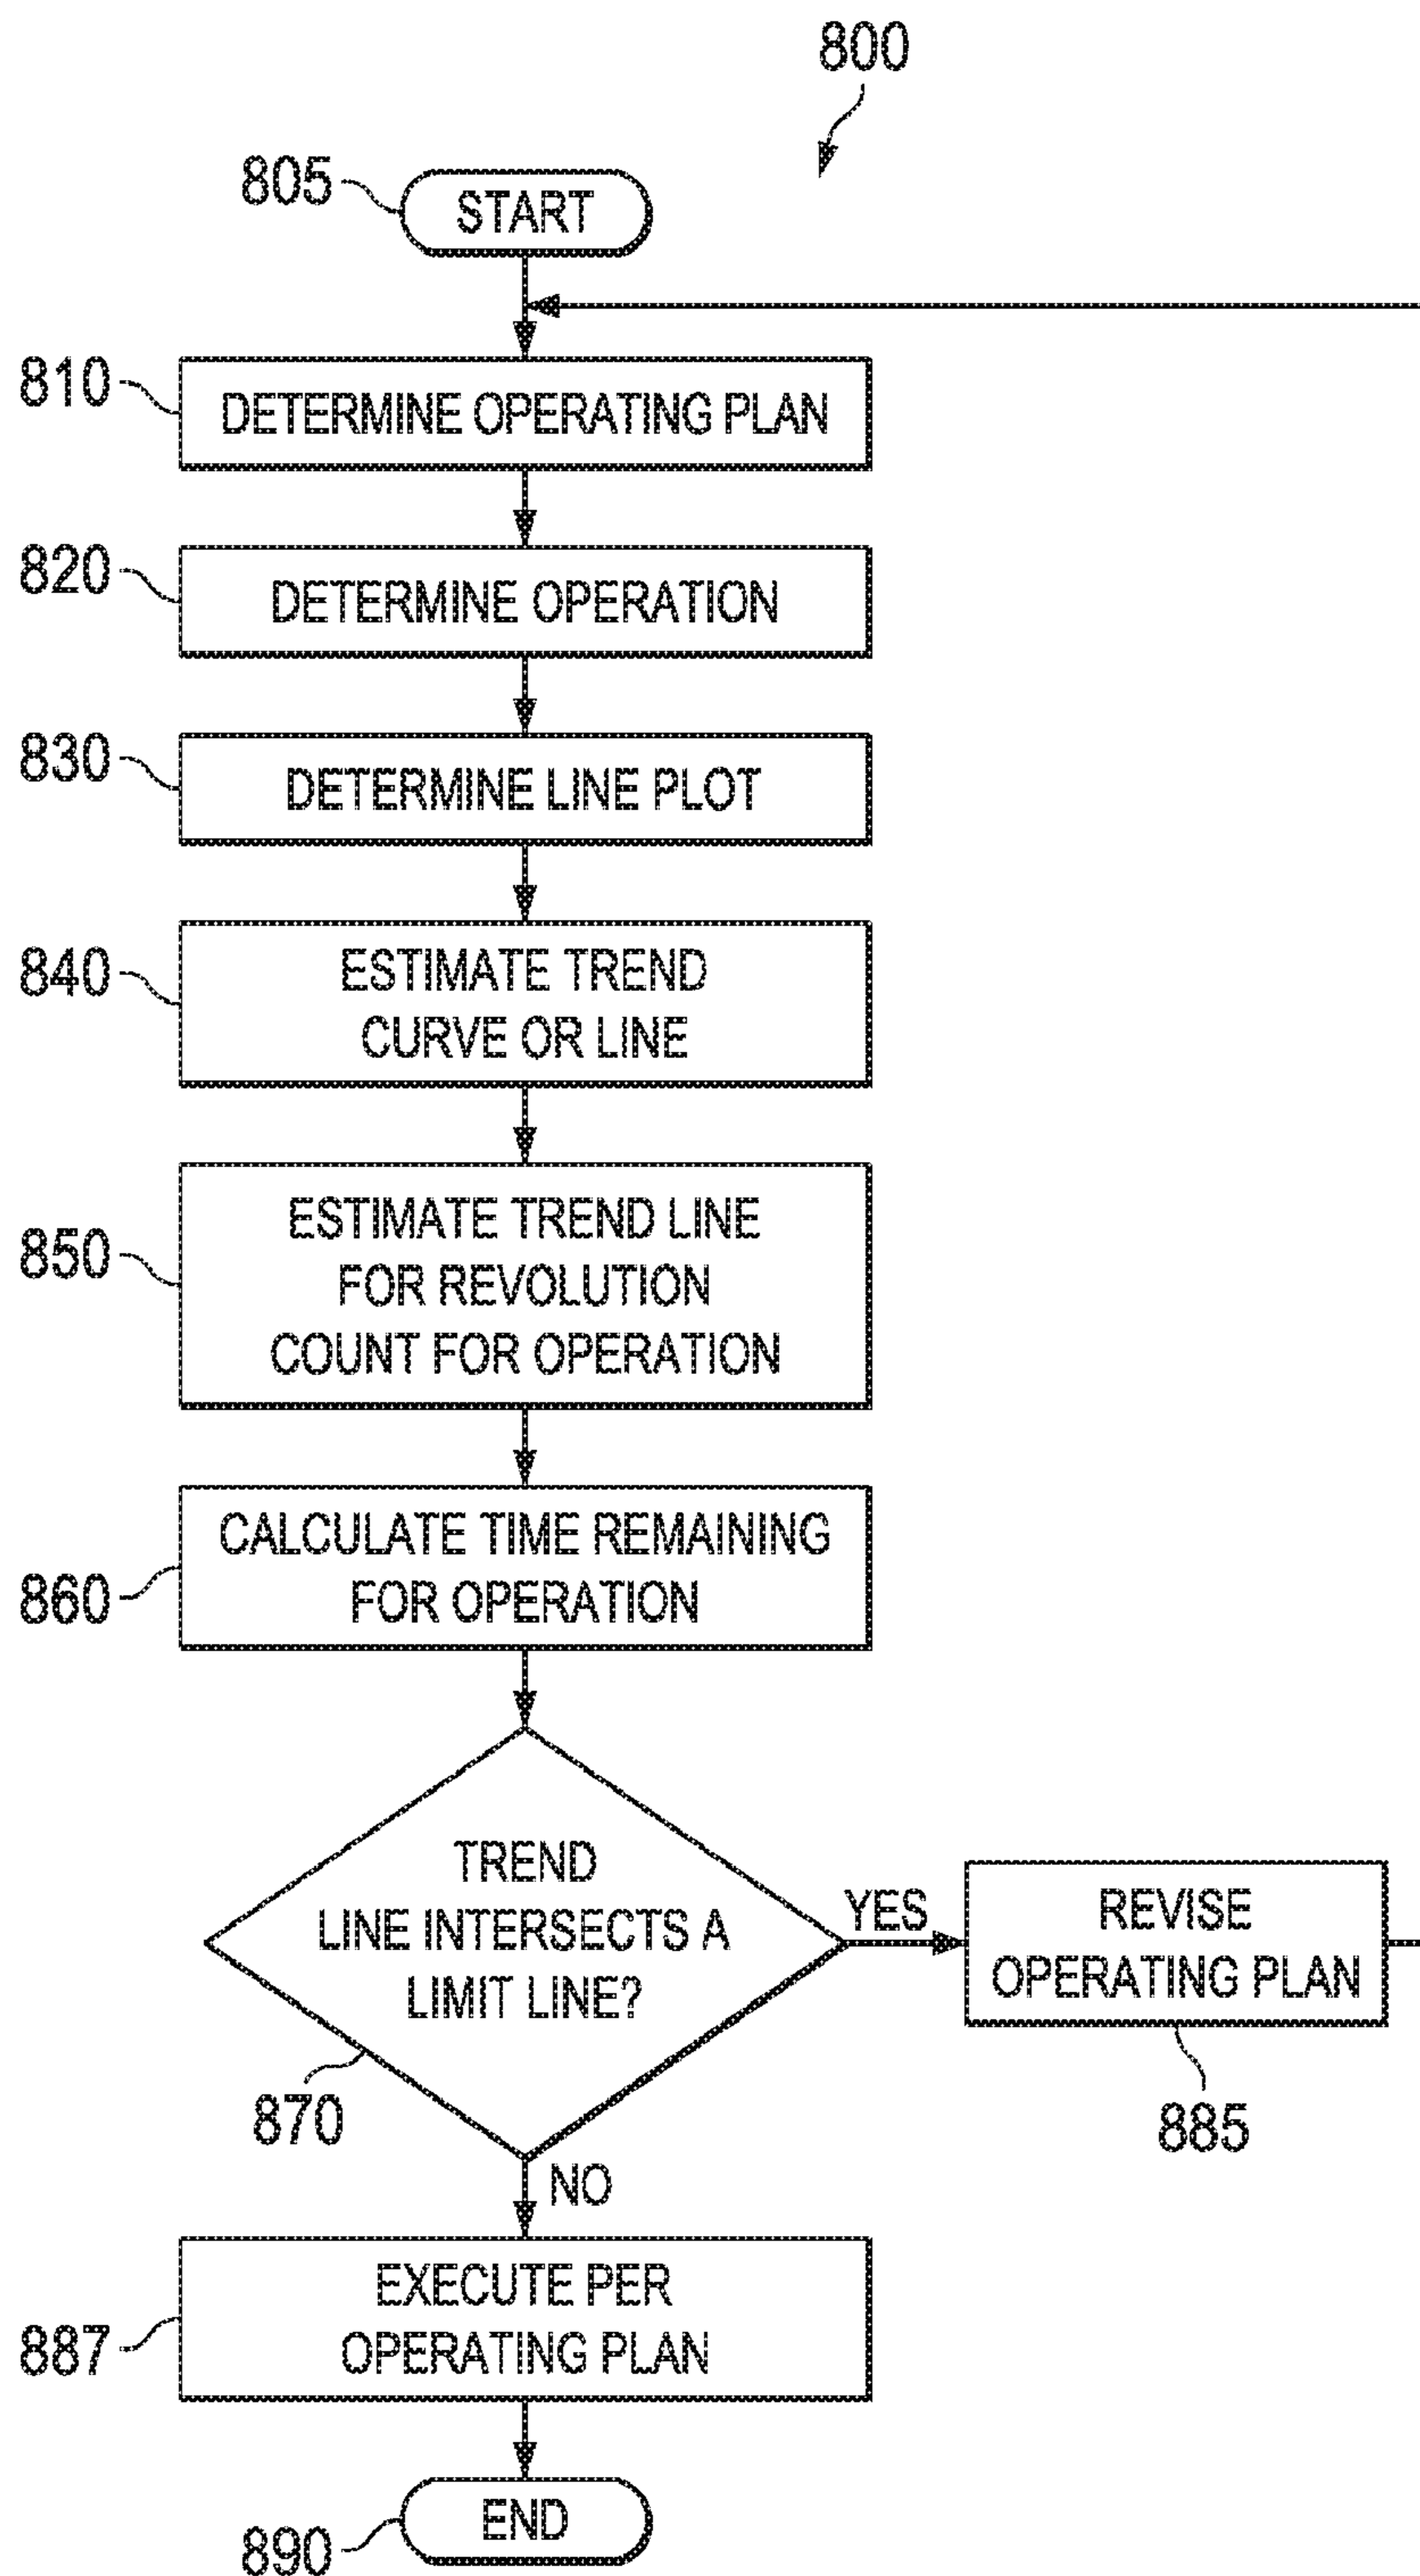 800
805
START
810
DETERMINE OPERATING PLAN
820
DETERMINE OPERATION
830
DETERMINE LINE PLOT
840
ESTIMATE TREND
CURVE OR LINE
850
ESTIMATE TREND LINE
FOR REVOLUTION
COUNT FOR OPERATION
860
CALCULATE TIME REMAINING
FOR OPERATION
TREND
LINE INTERSECTS A
LIMIT LINE?
870
YES
REVISE
OPERATING PLAN
885
NO
887
EXECUTE PER
OPERATING PLAN
890
END